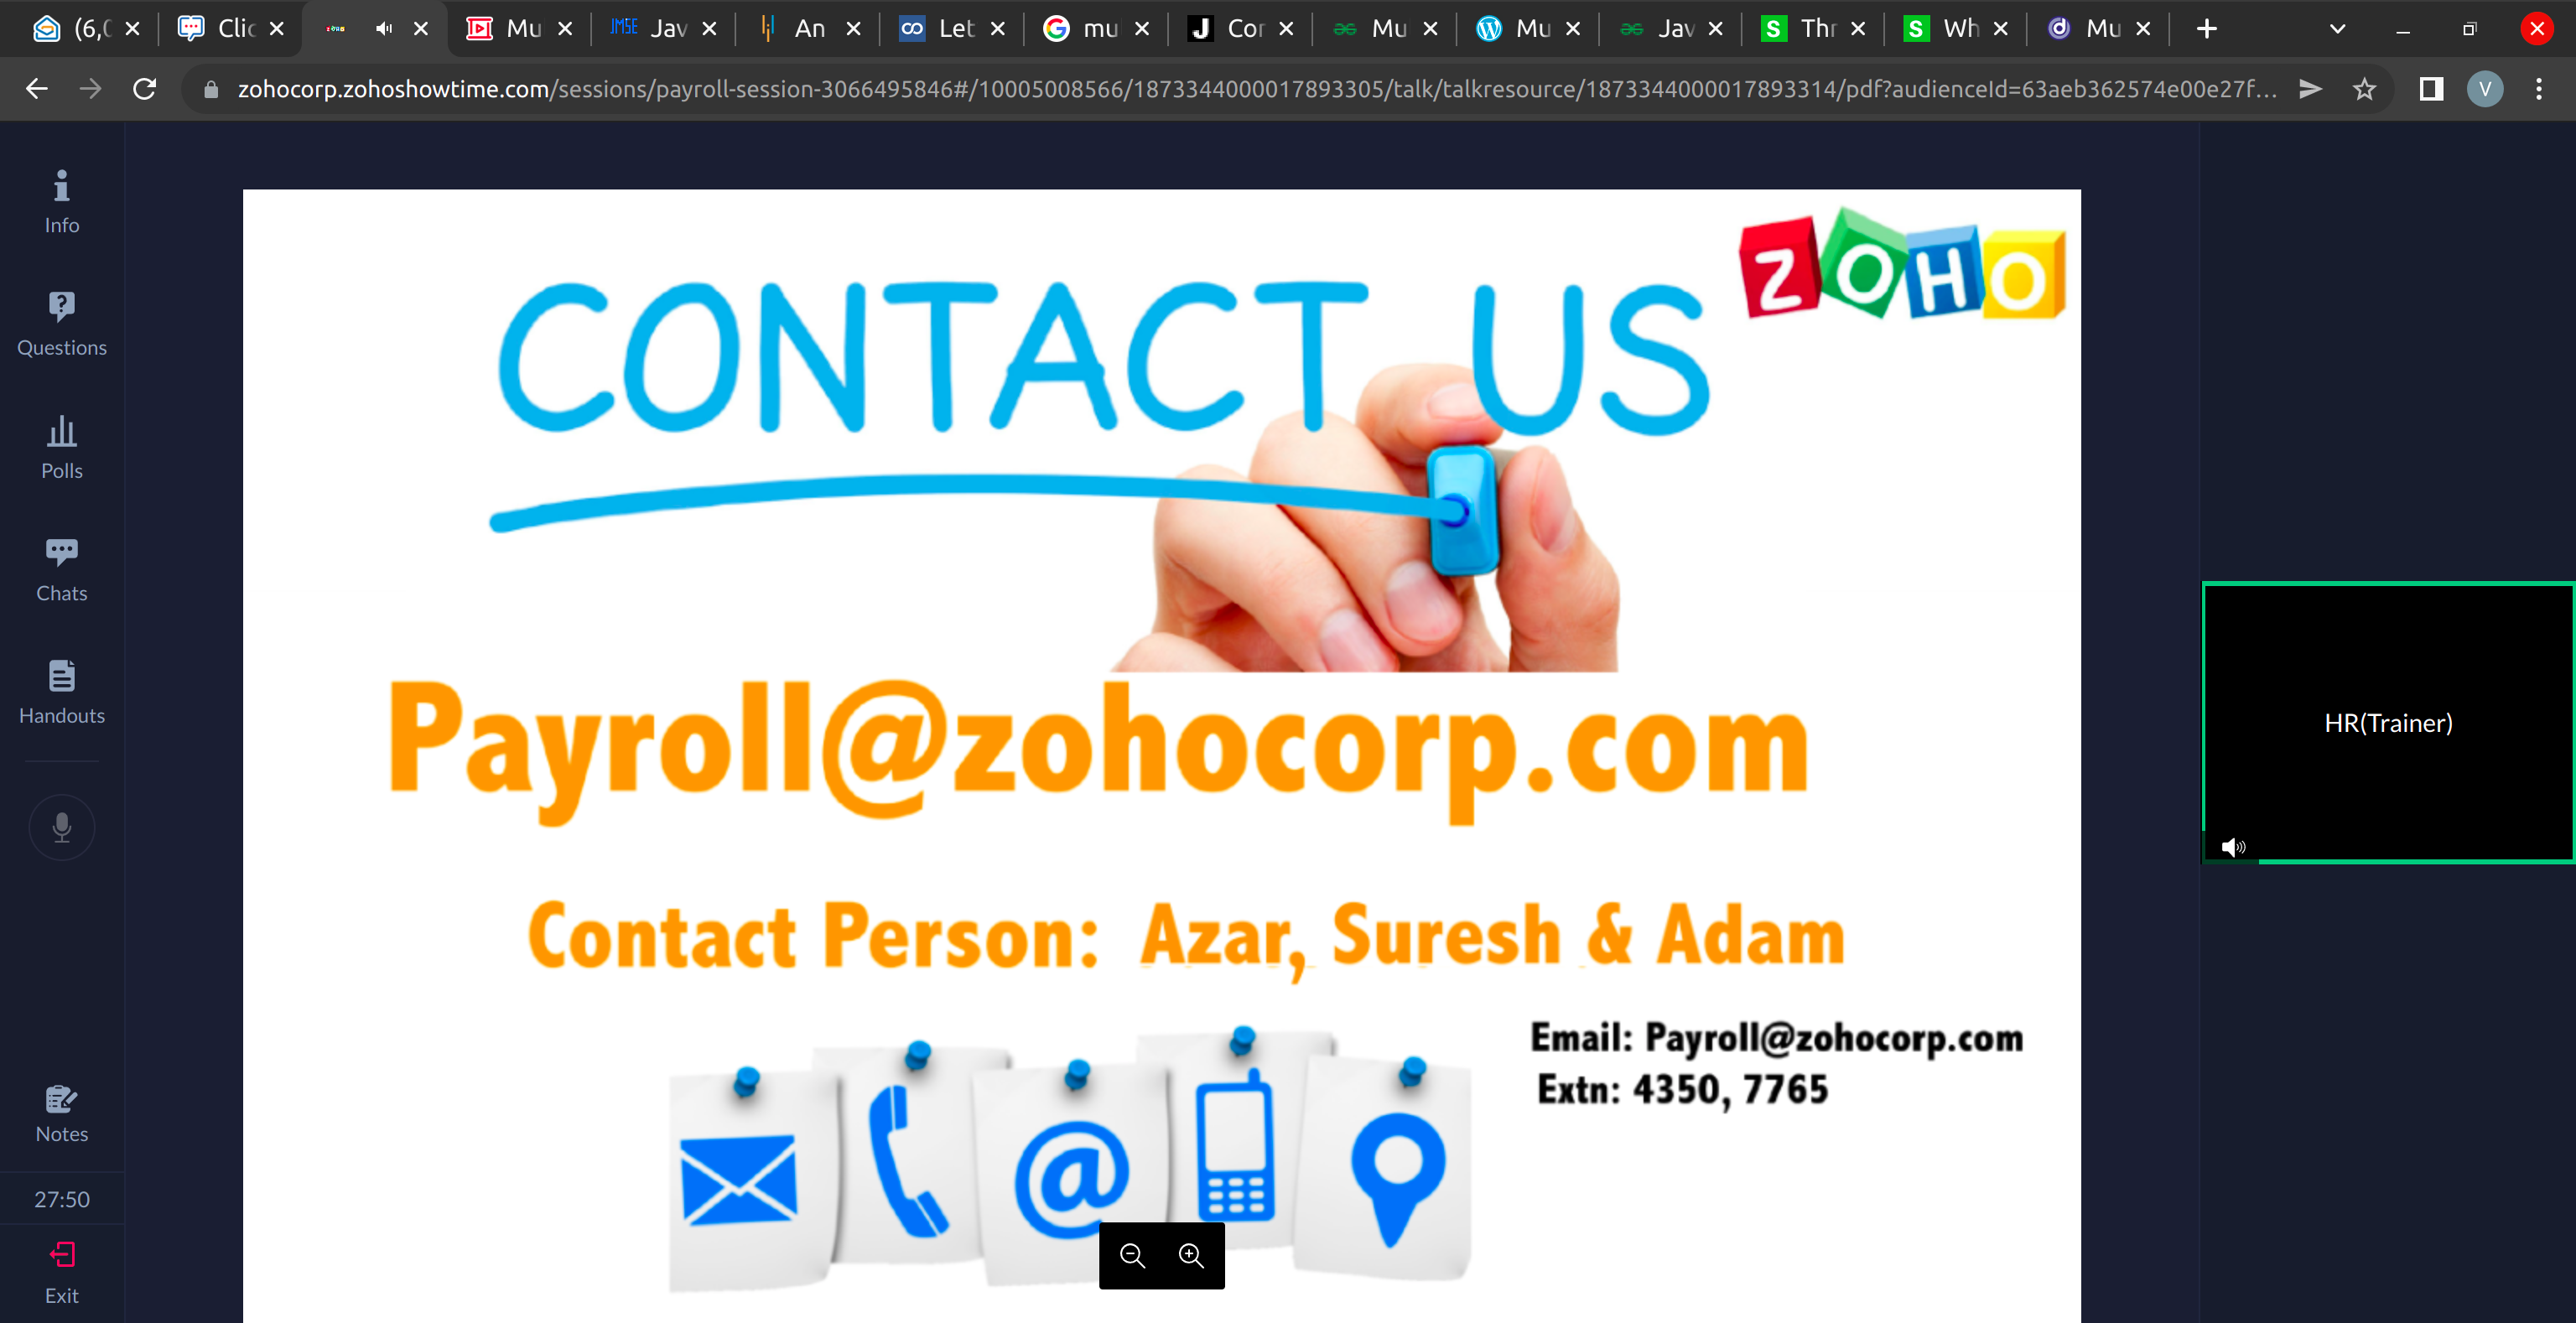 (6,0
Clic
Mu
JMSE Jav
An
Let
G mu
J Cor
Mu
Mu
Jav
S Thr
S Wh
Mu
zohocorp.zohoshowtime.com/sessions/payroll-session-3066495846#/10005008566/1873344000017893305/talk/talkresource/1873344000017893314/pdf?audienceId=63aeb362574e00e27f...
V
Info
Questions
Polls
Chats
Handouts
Notes
27:50
Exit
ZOHO
CONTACT US
Payroll@zohocorp.com
Contact Person: Azar, Suresh & Adam
Email: Payroll@zohocorp.com
Extn: 4350, 7765
@
HR(Trainer)